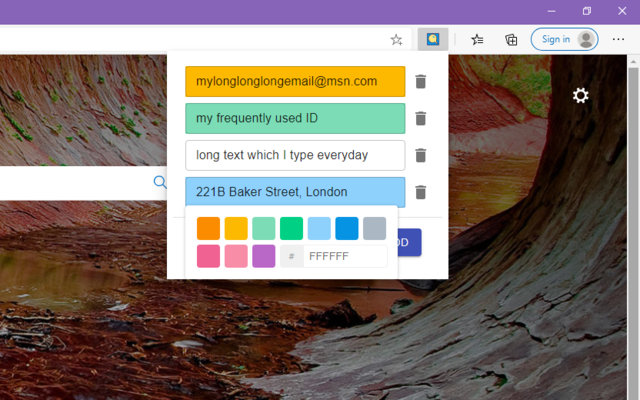 Sign in
mylonglonglongemail@msn.com
my frequently used ID
long text which I type everyday
221B Baker Street, London
# FFFFFF